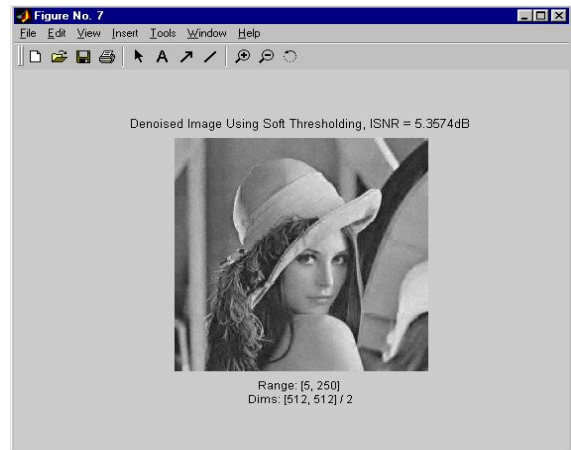 Figure No. 7
File Edit View Insert Tools Window Help
A
Denoised Image Using Soft Thresholding, ISNR = 5.3574dB
Range: [5, 250]
Dims: [512, 512] / 2